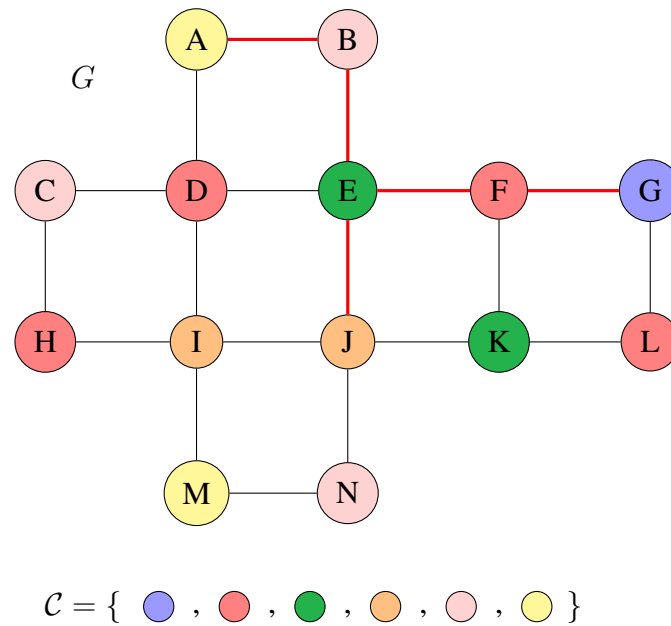 A B
G
C D E F G
H I J K L
M N
C = { , , , , , }